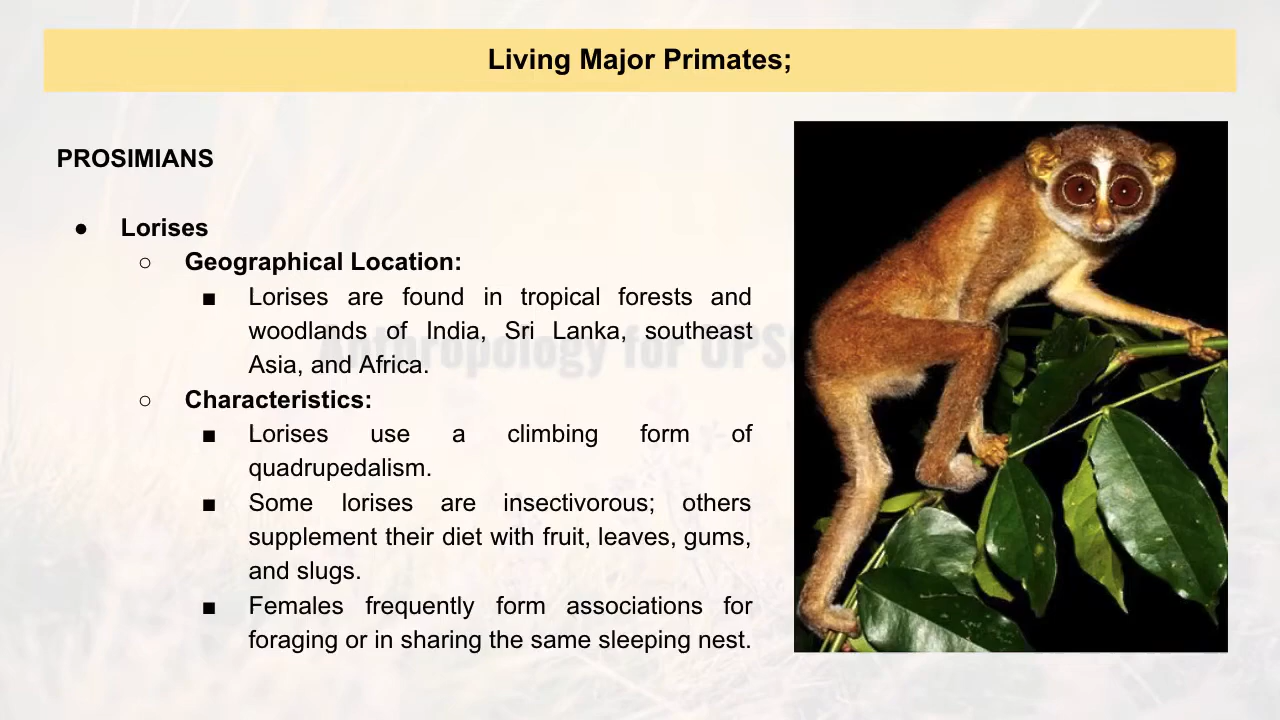 Living Major Primates;
PROSIMIANS
● Lorises
○ Geographical Location:
■ Lorises are found in tropical forests and
woodlands of India, Sri Lanka, southeast
Asia, and Africa.
○ Characteristics:
■ Lorises use a climbing form of
quadrupedalism.
■ Some lorises are insectivorous; others
supplement their diet with fruit, leaves, gums,
and slugs.
■ Females frequently form associations for
foraging or in sharing the same sleeping nest.
Anthropology for UPSC